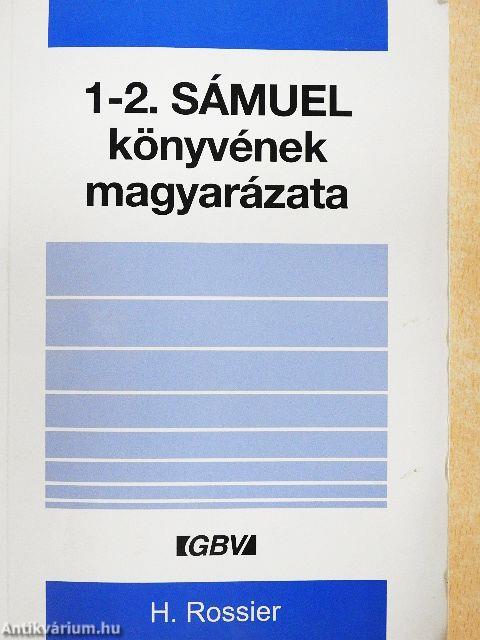 1-2. SÁMUEL
könyvének
magyarázata
GBV
H. Rossier
Antikvárium.hu